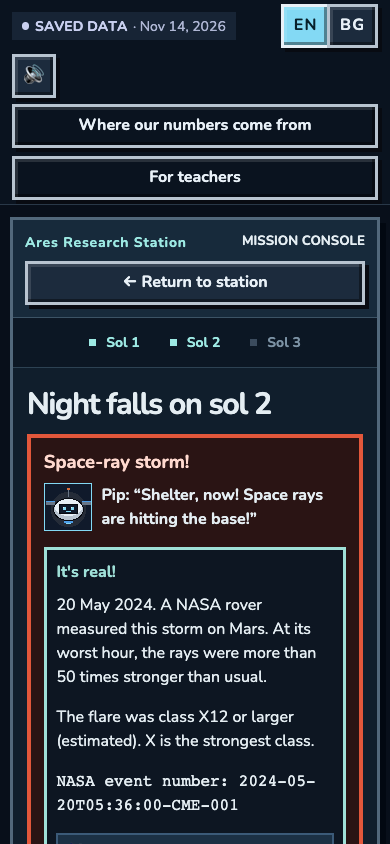 SAVED DATA · Nov 14, 2026
EN
BG
Where our numbers come from
For teachers
Ares Research Station
MISSION CONSOLE
← Return to station
Sol 1
Sol 2
Sol 3
Night falls on sol 2
Space-ray storm!
Pip: “Shelter, now! Space rays
are hitting the base!”
It's real!
20 May 2024. A NASA rover
measured this storm on Mars. At its
worst hour, the rays were more than
50 times stronger than usual.
The flare was class X12 or larger
(estimated). X is the strongest class.
NASA event number: 2024-05-
20T05:36:00-CME-001